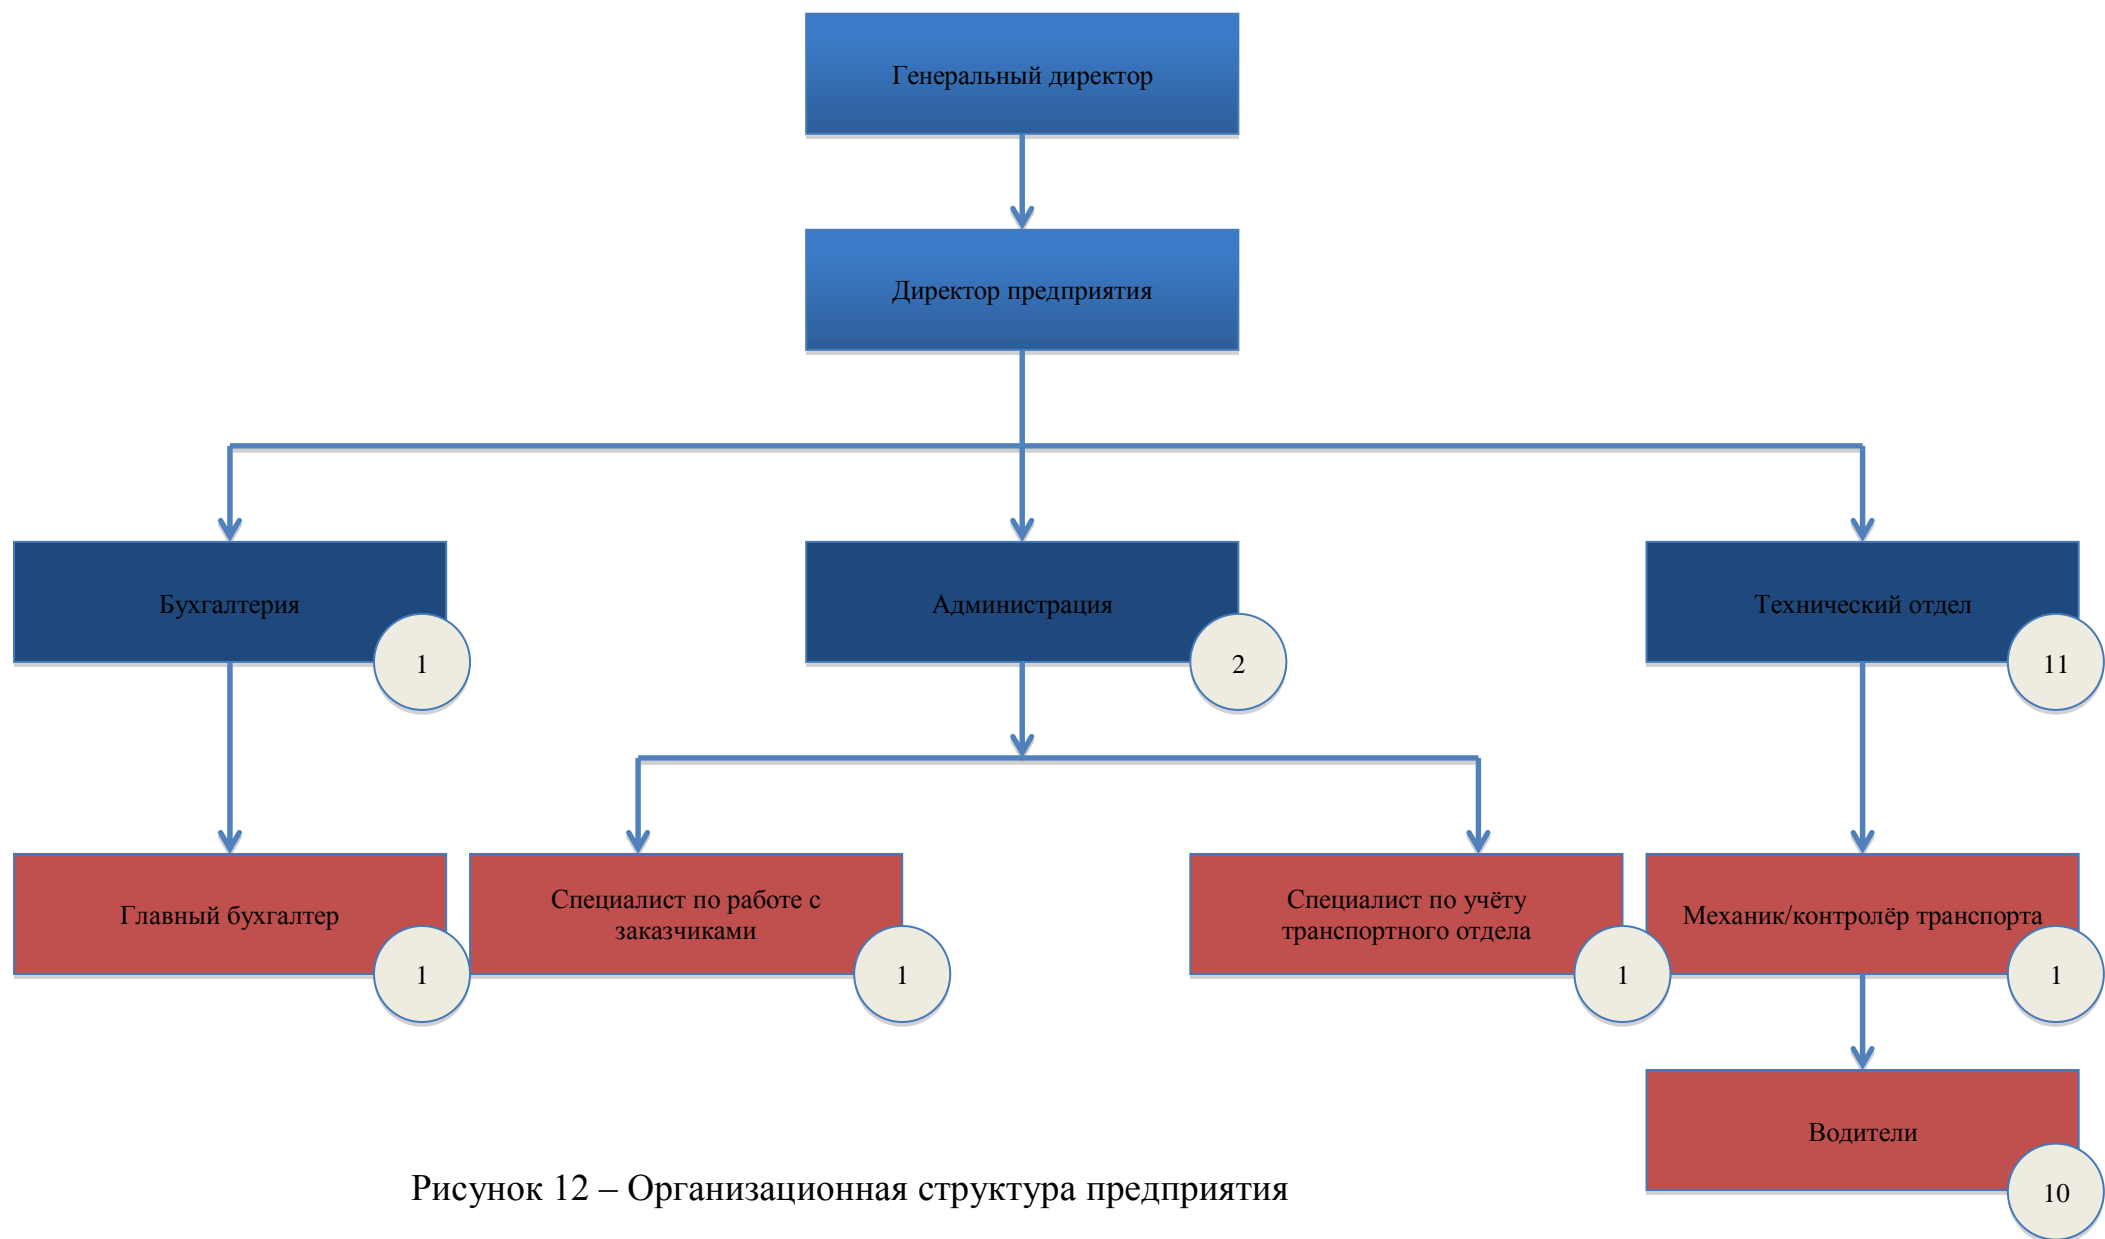 Генеральный директор
Директор предприятия
Бухгалтерия
1
Администрация
2
Технический отдел
11
Главный бухгалтер
1
Специалист по работе с
заказчиками
1
Специалист по учёту
транспортного отдела
1
Механик/контролёр транспорта
1
Водители
10
Рисунок 12 – Организационная структура предприятия